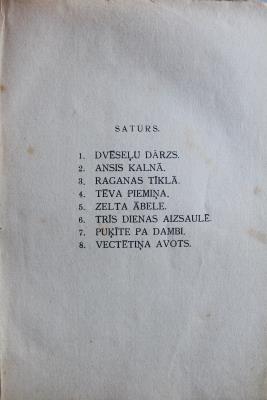 SATURS.
1. DVĒSEĻU DĀRZS.
2. ANSIS KALNĀ.
3. RAGANAS TĪKLĀ.
4. TĒVA PIEMIŅA.
5. ZELTA ĀBELE.
6. TRĪS DIENAS AIZSAULĒ.
7. PUĶĪTE PA DAMBI.
8. VECTĒTIŅA AVOTS.